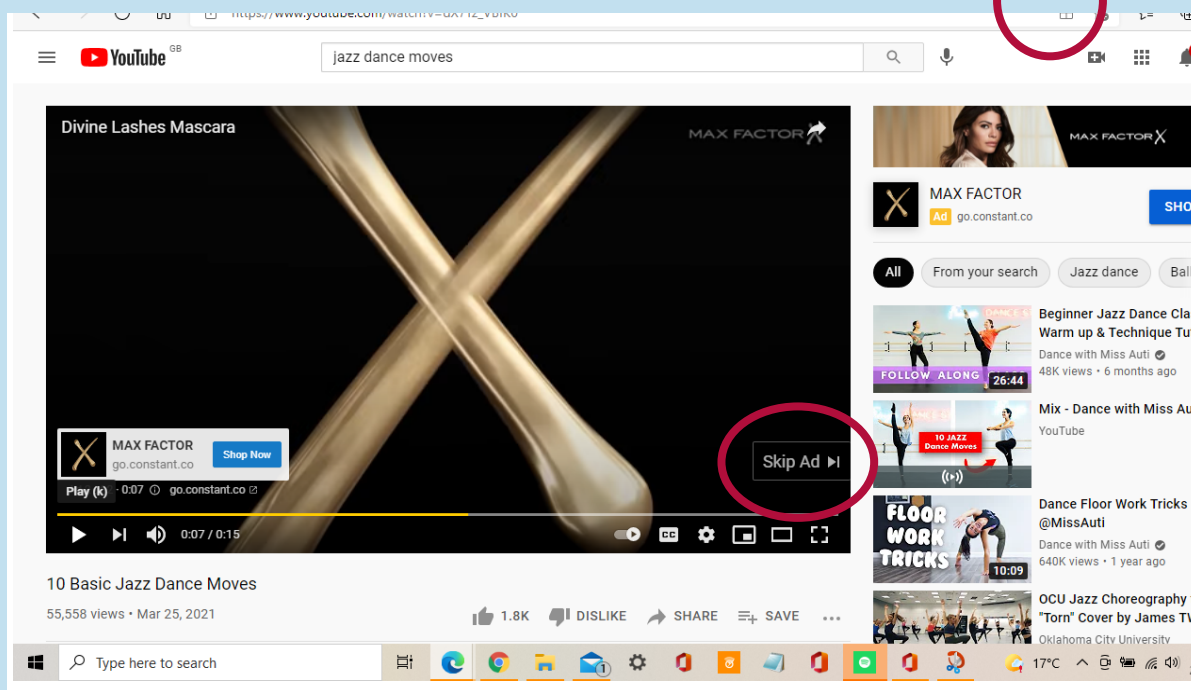 YouTube GB
jazz dance moves
Divine Lashes Mascara
MAX FACTOR X
MAX FACTOR
go.constant.co
Shop Now
Play (k)
0:07
go.constant.co
Skip Ad
0:07 / 0:15
CC
10 Basic Jazz Dance Moves
55,558 views • Mar 25, 2021
1.8K DISLIKE SHARE SAVE ...
MAX FACTOR X
MAX FACTOR
Ad go.constant.co
SHO
All From your search Jazz dance Bal
Beginner Jazz Dance Cla
Warm up & Technique Tu
Dance with Miss Auti
48K views • 6 months ago
FOLLOW ALONG
26:44
Mix - Dance with Miss Au
YouTube
10 JAZZ
Dance Moves
Dance Floor Work Tricks
@MissAuti
Dance with Miss Auti
640K views • 1 year ago
FLOOR
WORK
TRICKS
10:09
OCU Jazz Choreography
"Torn" Cover by James TW
Oklahoma City University
Type here to search
1
17°C